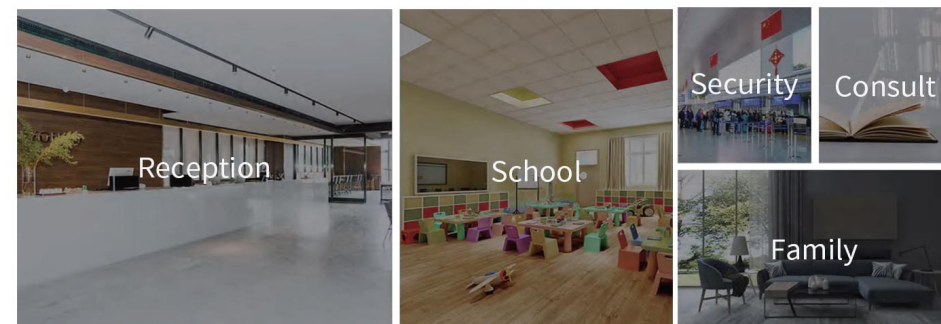 Reception
School
Security
Consult
Family